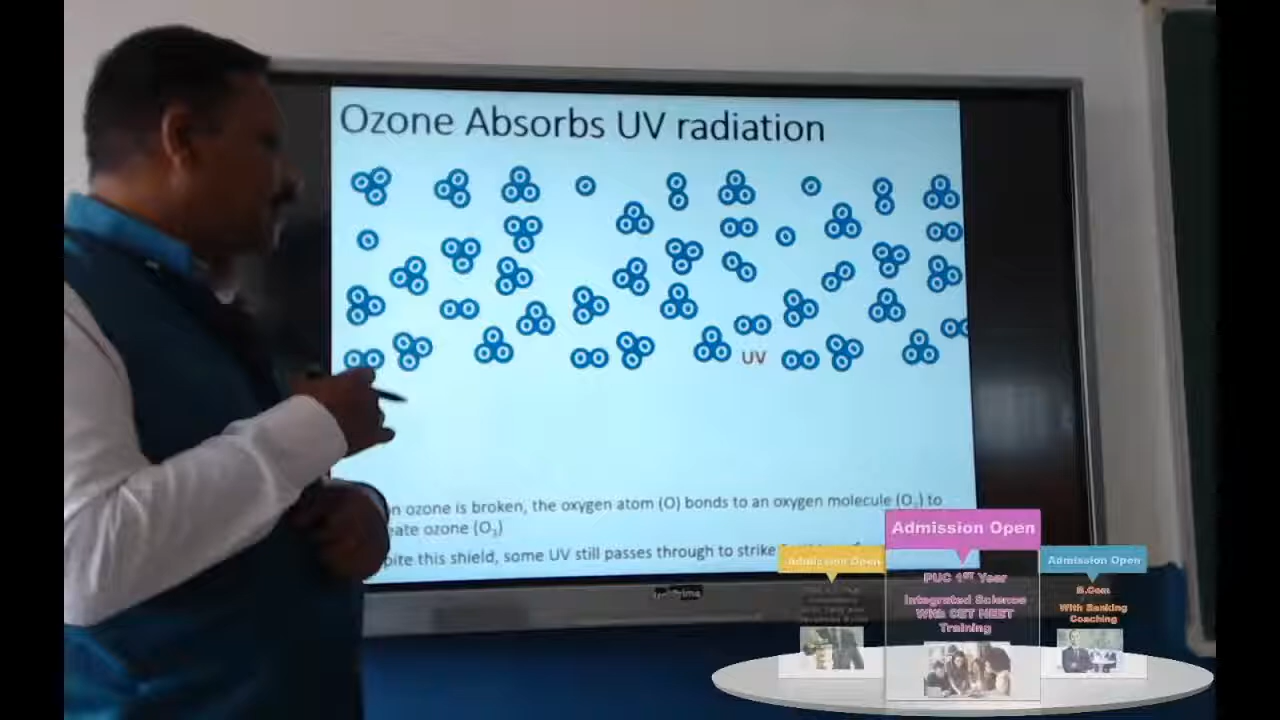 Ozone Absorbs UV radiation
UV
n ozone is broken, the oxygen atom (O) bonds to an oxygen molecule (O₂) to
eate ozone (O₃)
pite this shield, some UV still passes through to strike
Admission Open
Admission Open
Admission Open
PUC 1ST Year
Integrated Science
With CET NEET
Training
B.Com
With Banking
Coaching